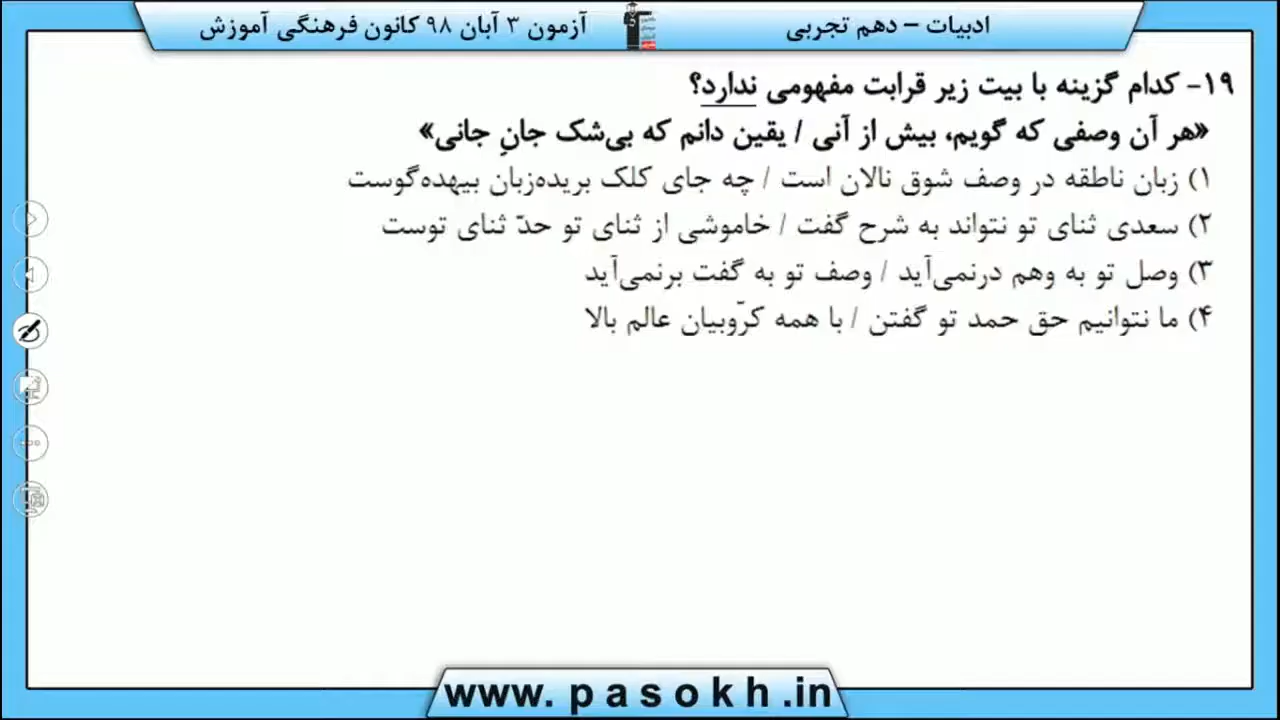 ادبیات – دهم تجربی
آزمون ۳ آبان ۹۸ کانون فرهنگی آموزش
۱۹- کدام گزینه با بیت زیر قرابت مفهومی ندارد؟
«هر آن وصفی که گویم، بیش از آنی / یقین دانم که بی‌شک جانِ جانی»
۱) زبان ناطقه در وصف شوق نالان است / چه جای کلک بریده‌زبان بیهده‌گوست
۲) سعدی ثنای تو نتواند به شرح گفت / خاموشی از ثنای تو حدّ ثنای توست
۳) وصل تو به وهم درنمی‌آید / وصف تو به گفت برنمی‌آید
۴) ما نتوانیم حق حمد تو گفتن / با همه کرّوبیان عالم بالا
www. p a s o k h .in